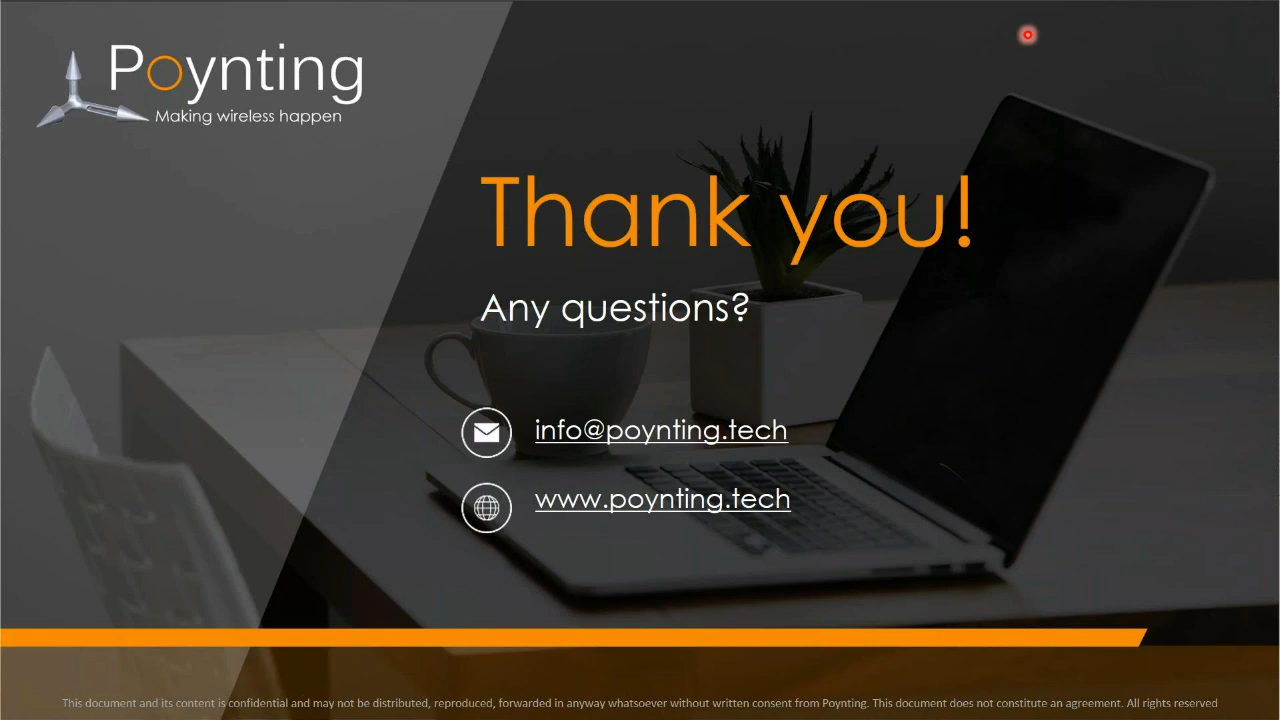 Poynting
Making wireless happen
Thank you!
Any questions?
info@poynting.tech
www.poynting.tech
This document and its content is confidential and may not be distributed, reproduced, forwarded in anyway whatsoever without written consent from Poynting. This document does not constitute an agreement. All rights reserved